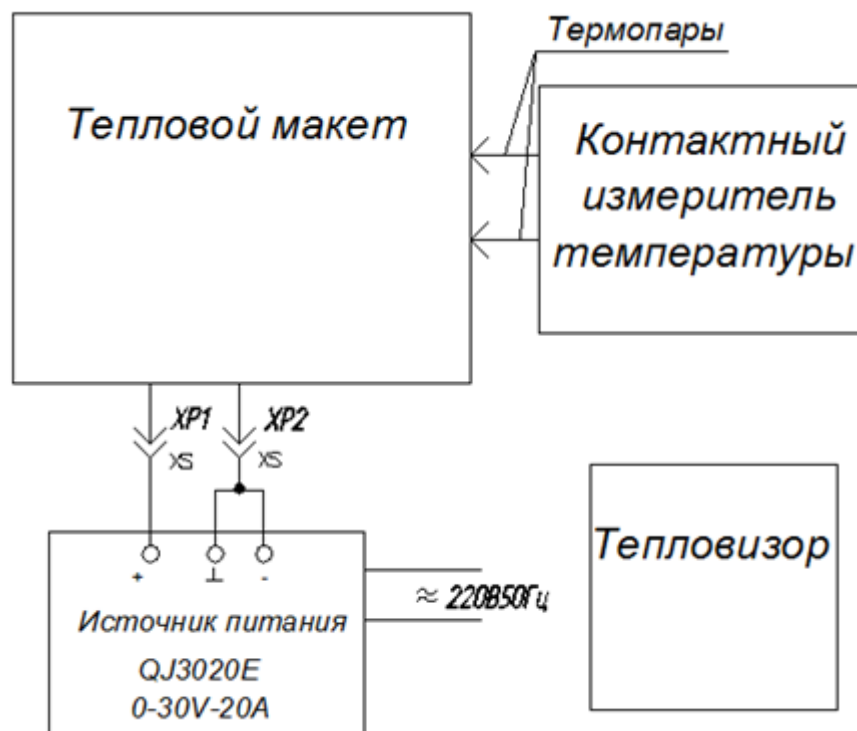 Термопары
Тепловой макет
Контактный
измеритель
температуры
XP1
XP2
XS
XS
Тепловизор
+
⊥
-
≈ 220В50Гц
Источник питания
QJ3020E
0-30V-20A